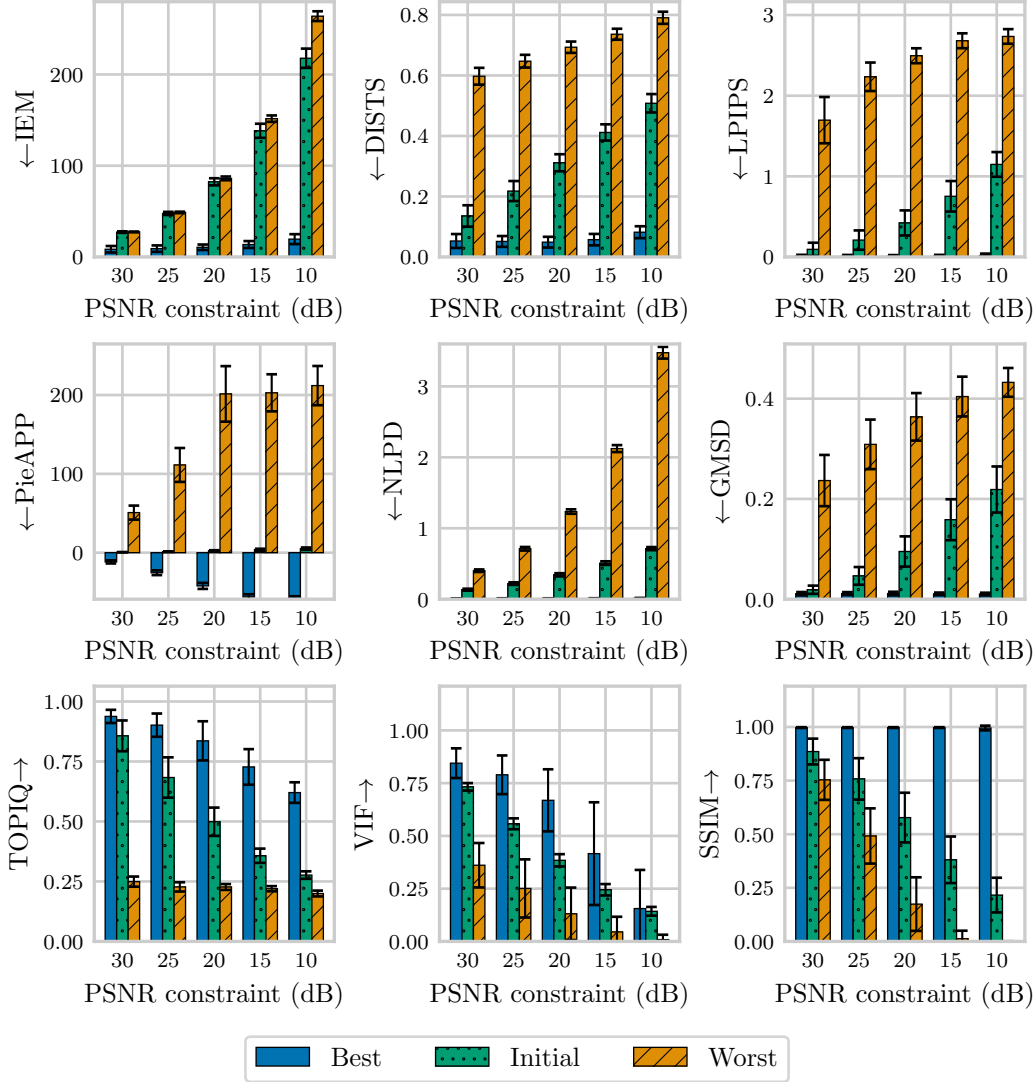 ←IEM
200
100
0
30 25 20 15 10
PSNR constraint (dB)
←DISTS
0.8
0.6
0.4
0.2
0.0
30 25 20 15 10
PSNR constraint (dB)
←LPIPS
3
2
1
0
30 25 20 15 10
PSNR constraint (dB)
←PieAPP
200
100
0
30 25 20 15 10
PSNR constraint (dB)
←NLPD
3
2
1
0
30 25 20 15 10
PSNR constraint (dB)
←GMSD
0.4
0.2
0.0
30 25 20 15 10
PSNR constraint (dB)
TOPIQ→
1.00
0.75
0.50
0.25
0.00
30 25 20 15 10
PSNR constraint (dB)
VIF→
1.00
0.75
0.50
0.25
0.00
30 25 20 15 10
PSNR constraint (dB)
SSIM→
1.00
0.75
0.50
0.25
0.00
30 25 20 15 10
PSNR constraint (dB)
Best Initial Worst